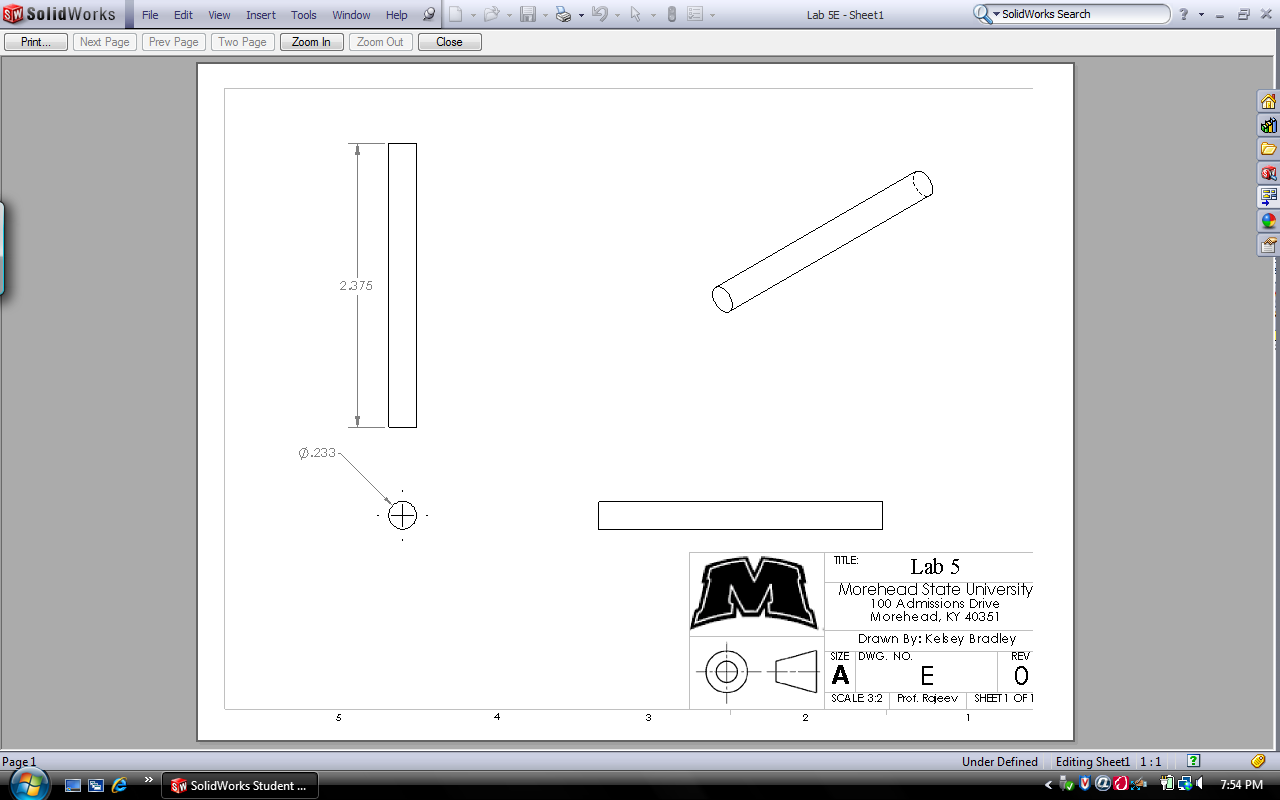 SolidWorks File Edit View Insert Tools Window Help Lab 5E - Sheet1 SolidWorks Search ?
Print... Next Page Prev Page Two Page Zoom In Zoom Out Close
2.375
Ø.233
M
TITLE: Lab 5
Morehead State University
100 Admissions Drive
Morehead, KY 40351
Drawn By: Kelsey Bradley
SIZE DWG. NO. REV
A E 0
SCALE 3:2 Prof. Rajeev SHEET 1 OF 1
5 4 3 2 1
Page 1 Under Defined Editing Sheet1 1 : 1 ?
» SolidWorks Student ... < 7:54 PM